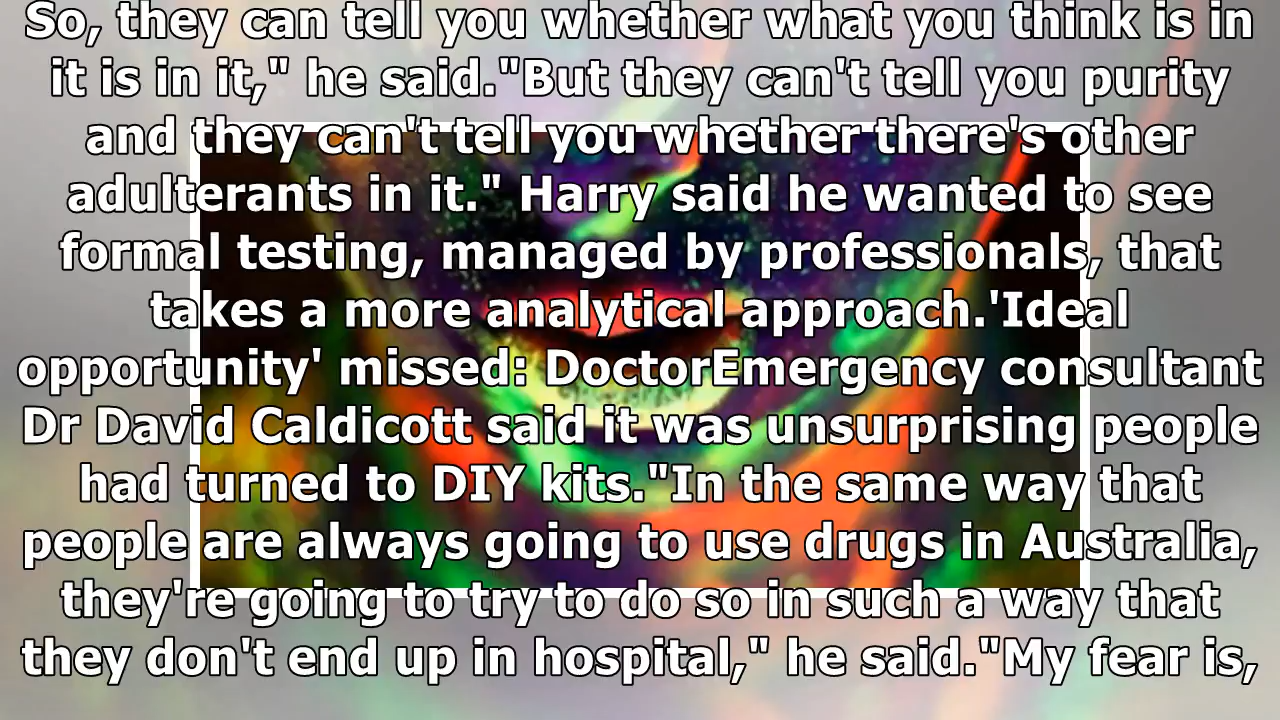 So, they can tell you whether what you think is in
it is in it," he said."But they can't tell you purity
and they can't tell you whether there's other
adulterants in it." Harry said he wanted to see
formal testing, managed by professionals, that
takes a more analytical approach.'Ideal
opportunity' missed: DoctorEmergency consultant
Dr David Caldicott said it was unsurprising people
had turned to DIY kits."In the same way that
people are always going to use drugs in Australia,
they're going to try to do so in such a way that
they don't end up in hospital," he said."My fear is,